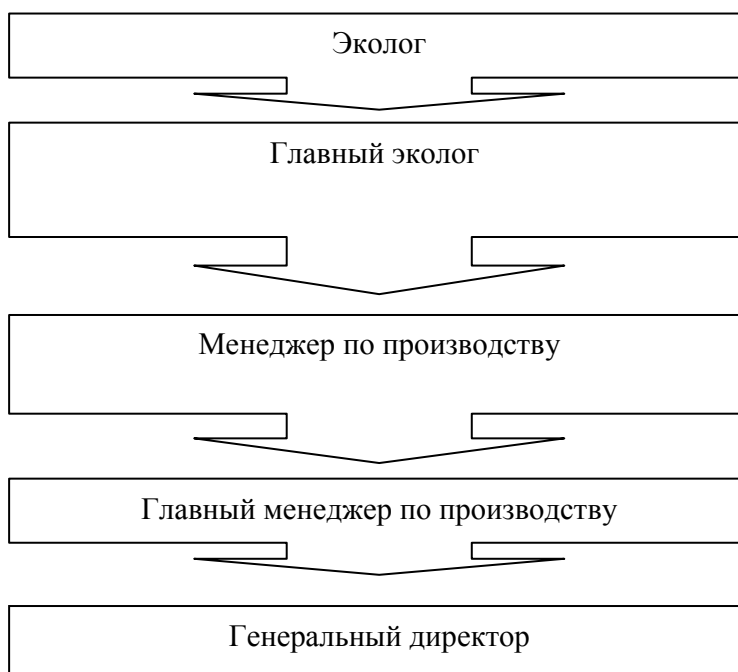 Эколог
Главный эколог
Менеджер по производству
Главный менеджер по производству
Генеральный директор